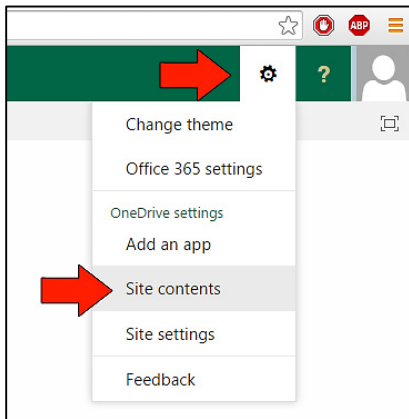 ABP
?
Change theme
Office 365 settings
OneDrive settings
Add an app
Site contents
Site settings
Feedback